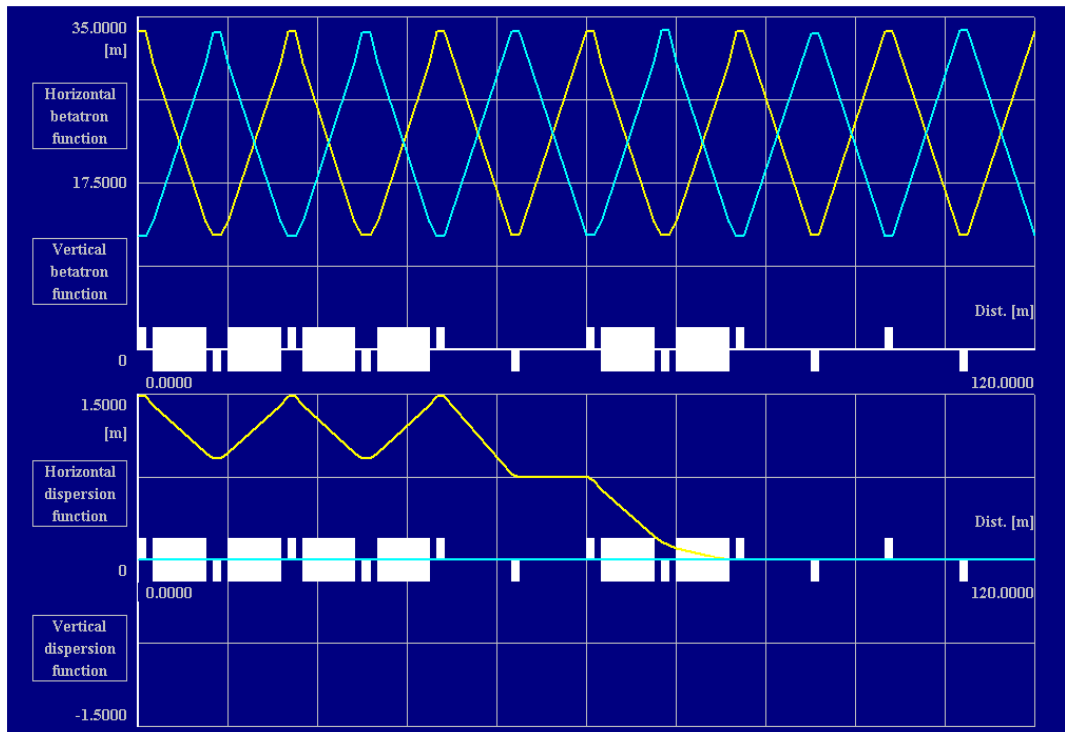 35.0000
[m]
Horizontal
betatron
function
17.5000
Vertical
betatron
function
Dist. [m]
0
0.0000
120.0000
1.5000
[m]
Horizontal
dispersion
function
Dist. [m]
0
0.0000
120.0000
Vertical
dispersion
function
-1.5000